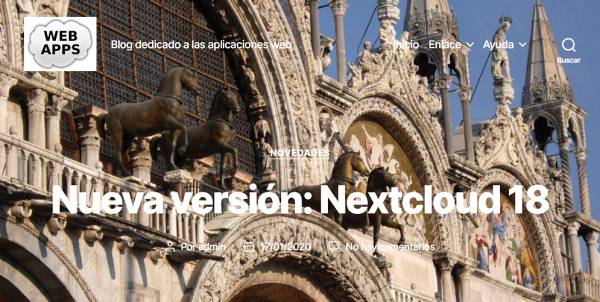 WEB
APPS
Blog dedicado a las aplicaciones web
Inicio Enlace Ayuda
Buscar
NOVEDADES
Nueva versión: Nextcloud 18
Por admin 17/01/2020 No hay comentarios